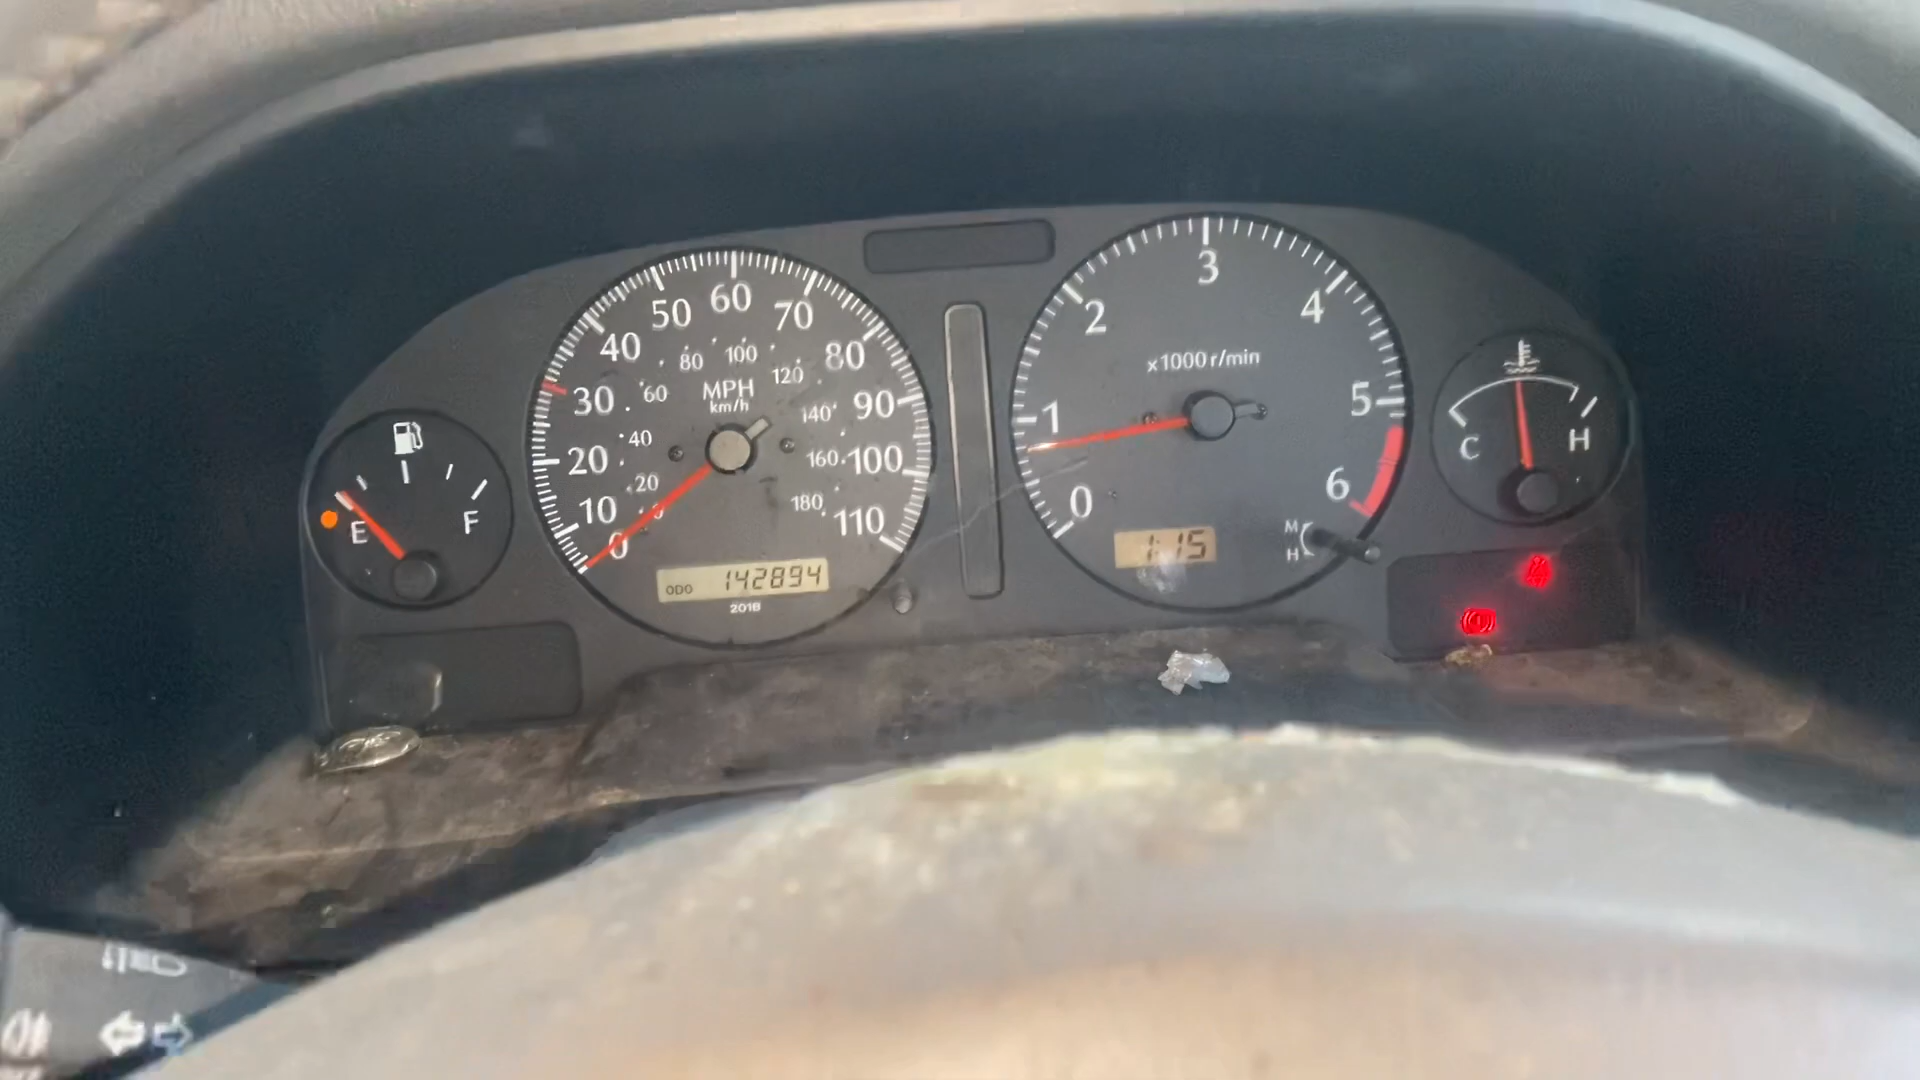 E F
0 10 20 30 40 50 60 70 80 90 100 110
20 40 60 80 100 120 140 160 180
MPH
km/h
ODO 142894
2018
0 1 2 3 4 5 6
x1000 r/min
1:15
M
H
C H